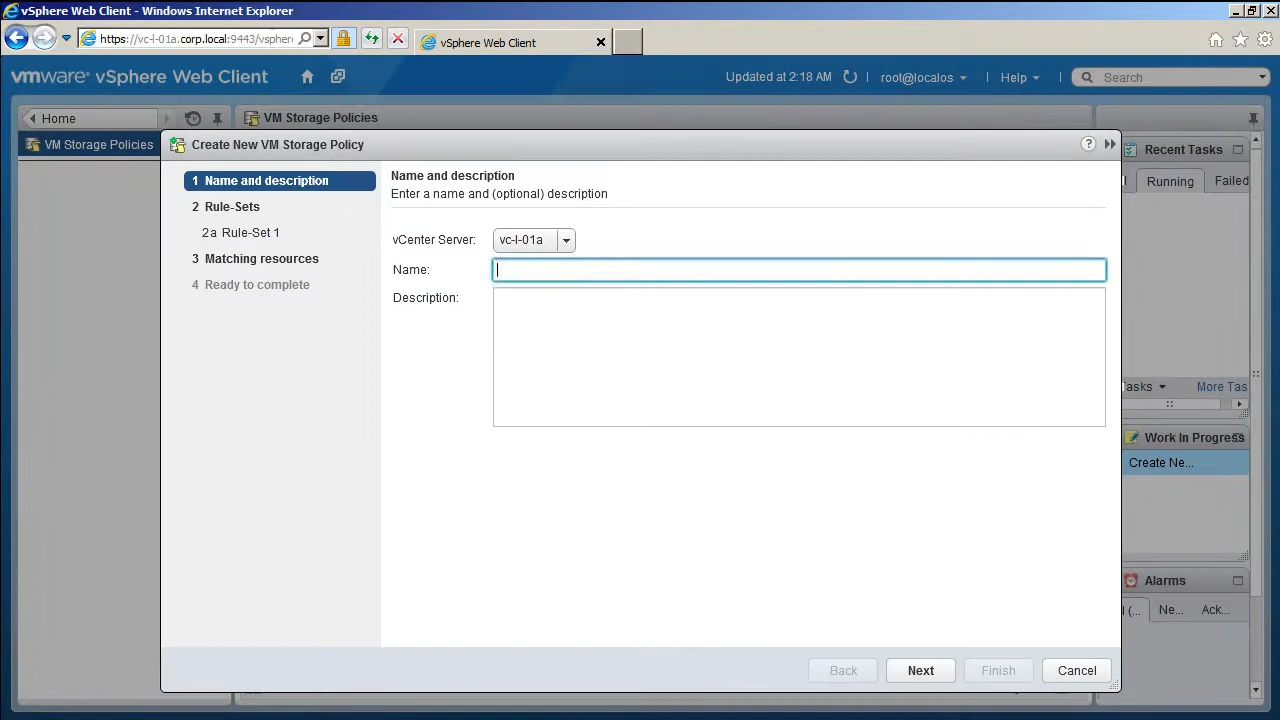 vSphere Web Client - Windows Internet Explorer
https://vc-l-01a.corp.local:9443/vspher
vSphere Web Client
vmware® vSphere Web Client
Updated at 2:18 AM
root@localos
Help
Search
Home
VM Storage Policies
VM Storage Policies
Create New VM Storage Policy
1 Name and description
2 Rule-Sets
2a Rule-Set 1
3 Matching resources
4 Ready to complete
Name and description
Enter a name and (optional) description
vCenter Server: vc-l-01a
Name:
Description:
Back Next Finish Cancel
Recent Tasks
Running Failed
Tasks More Tas
Work In Progress
Create Ne...
Alarms
(... Ne... Ack...